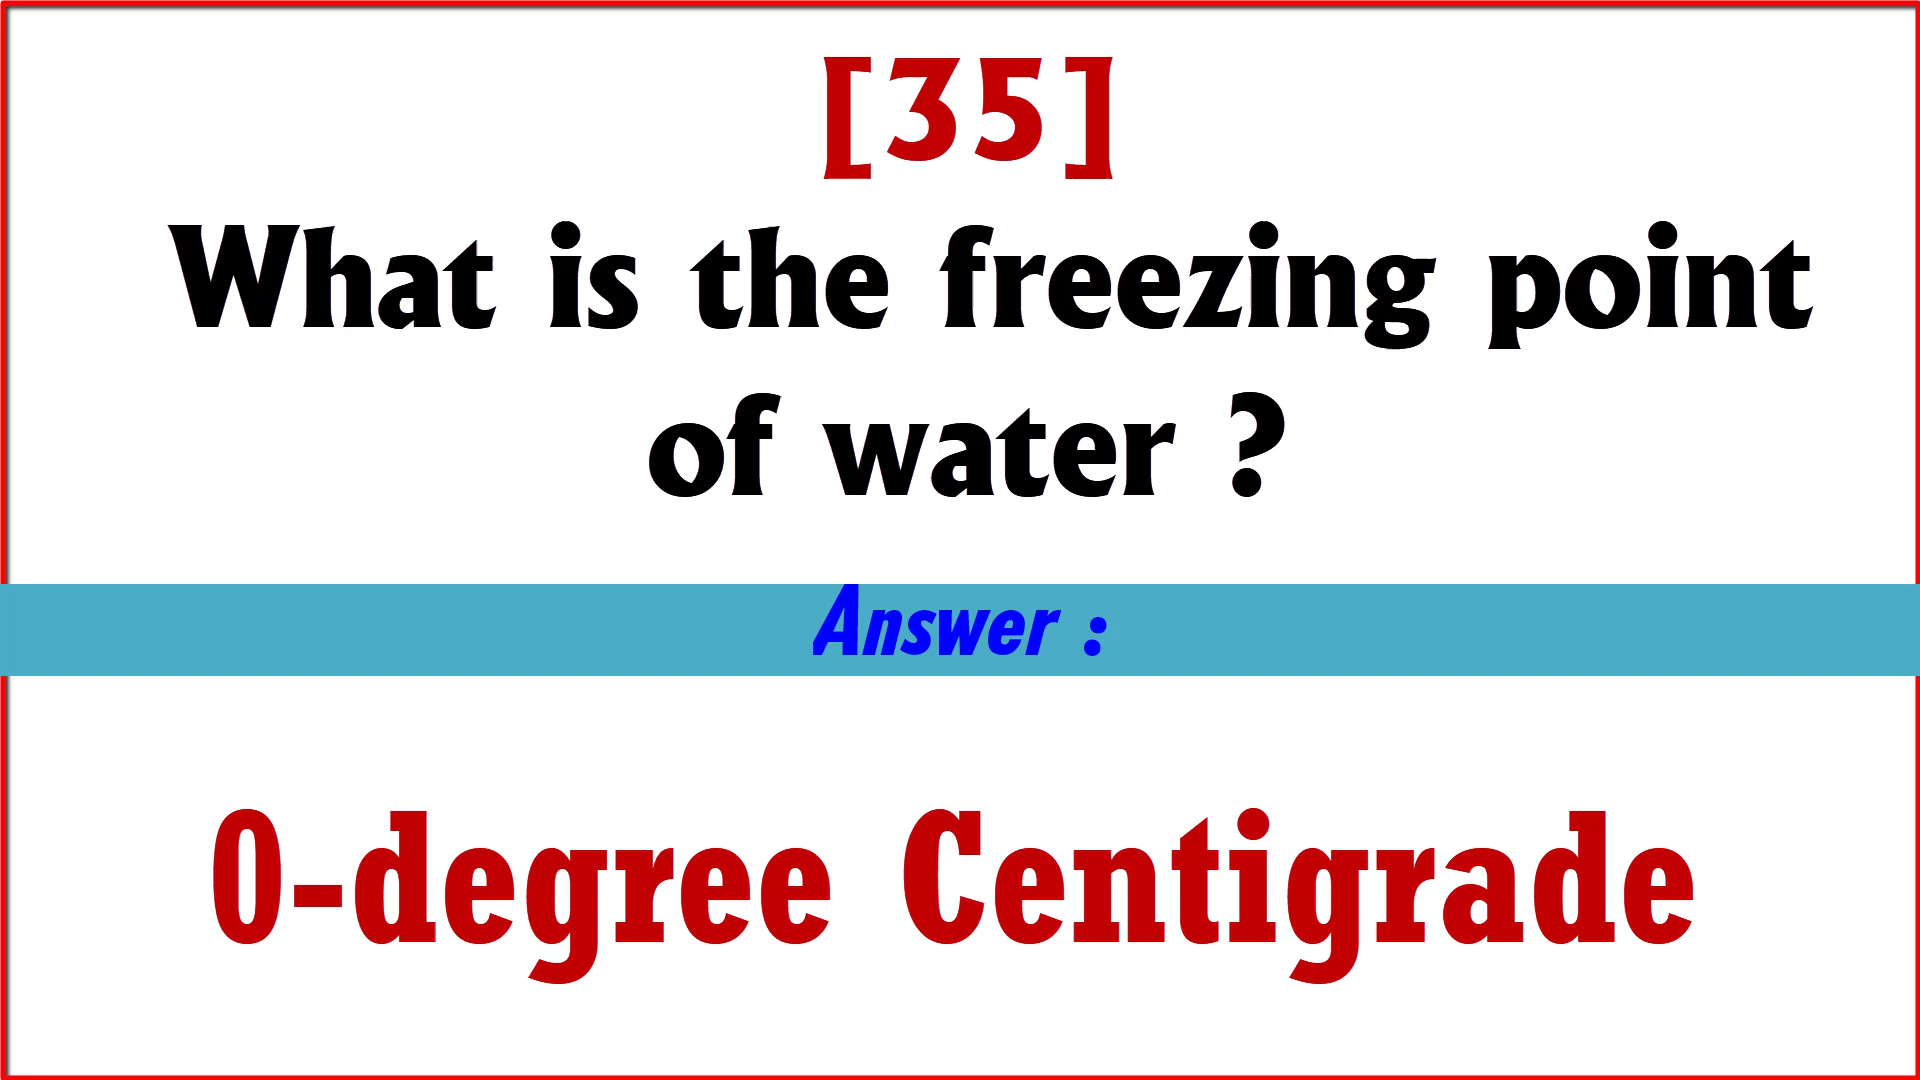 [35]
What is the freezing point
of water ?
Answer :
0-degree Centigrade